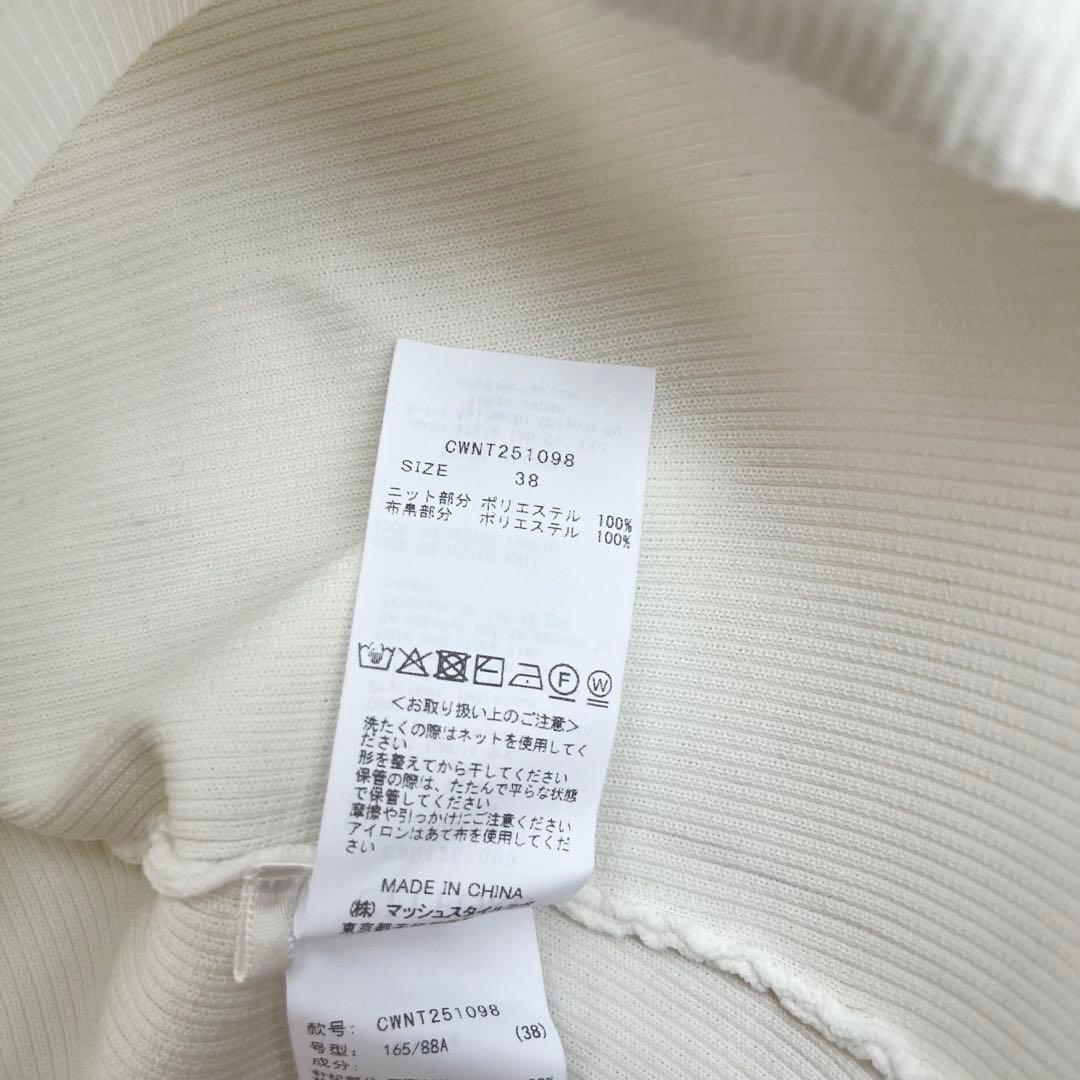 CWNT251098
SIZE 38
ニット部分 ポリエステル 100%
布帛部分 ポリエステル 100%
F W
<お取り扱い上のご注意>
洗たくの際はネットを使用してく
ださい
形を整えてから干してください
保管の際は、たたんで平らな状態
で保管してください
摩擦や引っかけにご注意ください
アイロンはあて布を使用してくだ
さい
MADE IN CHINA
(株) マッシュスタイル
東京都
款号: CWNT251098
号型: 165/88A (38)
成分: